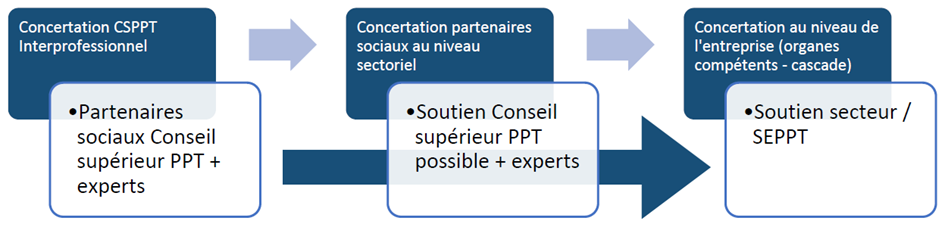 Concertation CSPPT
Interprofessionnel
•Partenaires
sociaux Conseil
supérieur PPT +
experts
Concertation partenaires
sociaux au niveau
sectoriel
•Soutien Conseil
supérieur PPT
possible + experts
Concertation au niveau de
l'entreprise (organes
compétents - cascade)
•Soutien secteur /
SEPPT